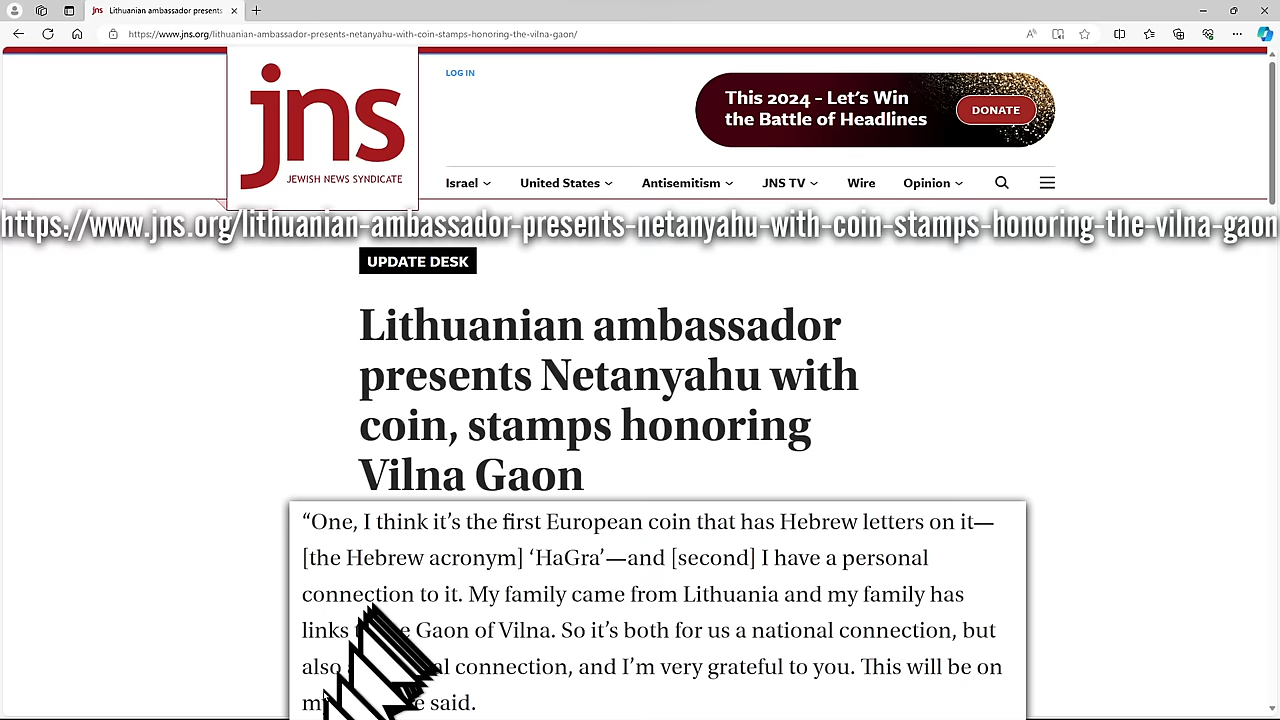 Lithuanian ambassador presents
https://www.jns.org/lithuanian-ambassador-presents-netanyahu-with-coin-stamps-honoring-the-vilna-gaon/
jns
JEWISH NEWS SYNDICATE
LOG IN
This 2024 - Let's Win
the Battle of Headlines
DONATE
Israel
United States
Antisemitism
JNS TV
Wire
Opinion
https://www.jns.org/lithuanian-ambassador-presents-netanyahu-with-coin-stamps-honoring-the-vilna-gaon
UPDATE DESK
Lithuanian ambassador
presents Netanyahu with
coin, stamps honoring
Vilna Gaon
“One, I think it’s the first European coin that has Hebrew letters on it—
[the Hebrew acronym] ‘HaGra’—and [second] I have a personal
connection to it. My family came from Lithuania and my family has
links Gaon of Vilna. So it’s both for us a national connection, but
also connection, and I’m very grateful to you. This will be on
said.